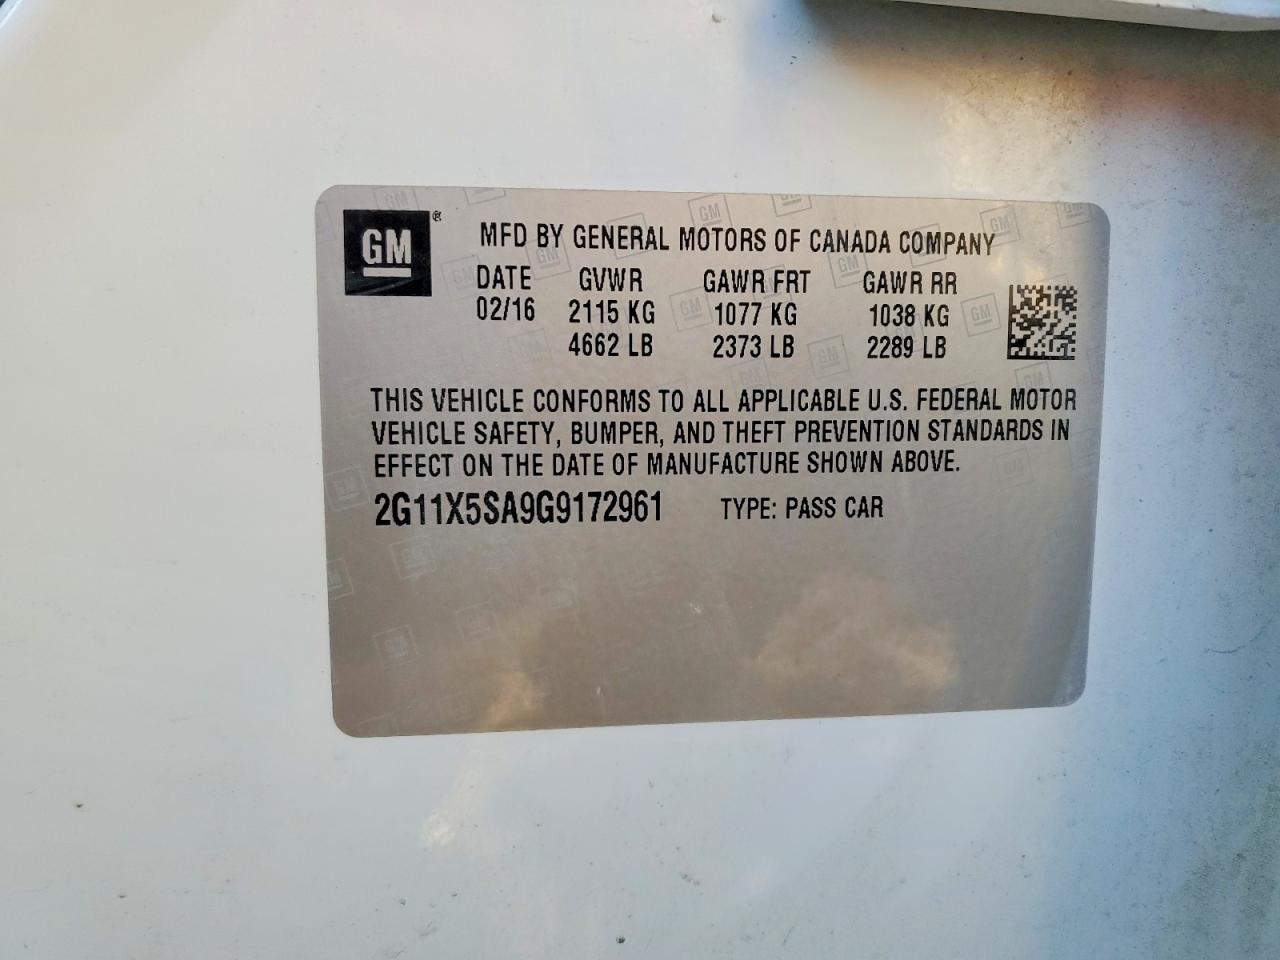 GM®
MFD BY GENERAL MOTORS OF CANADA COMPANY
DATE GVWR GAWR FRT GAWR RR
02/16 2115 KG 1077 KG 1038 KG
4662 LB 2373 LB 2289 LB
THIS VEHICLE CONFORMS TO ALL APPLICABLE U.S. FEDERAL MOTOR
VEHICLE SAFETY, BUMPER, AND THEFT PREVENTION STANDARDS IN
EFFECT ON THE DATE OF MANUFACTURE SHOWN ABOVE.
2G11X5SA9G9172961 TYPE: PASS CAR